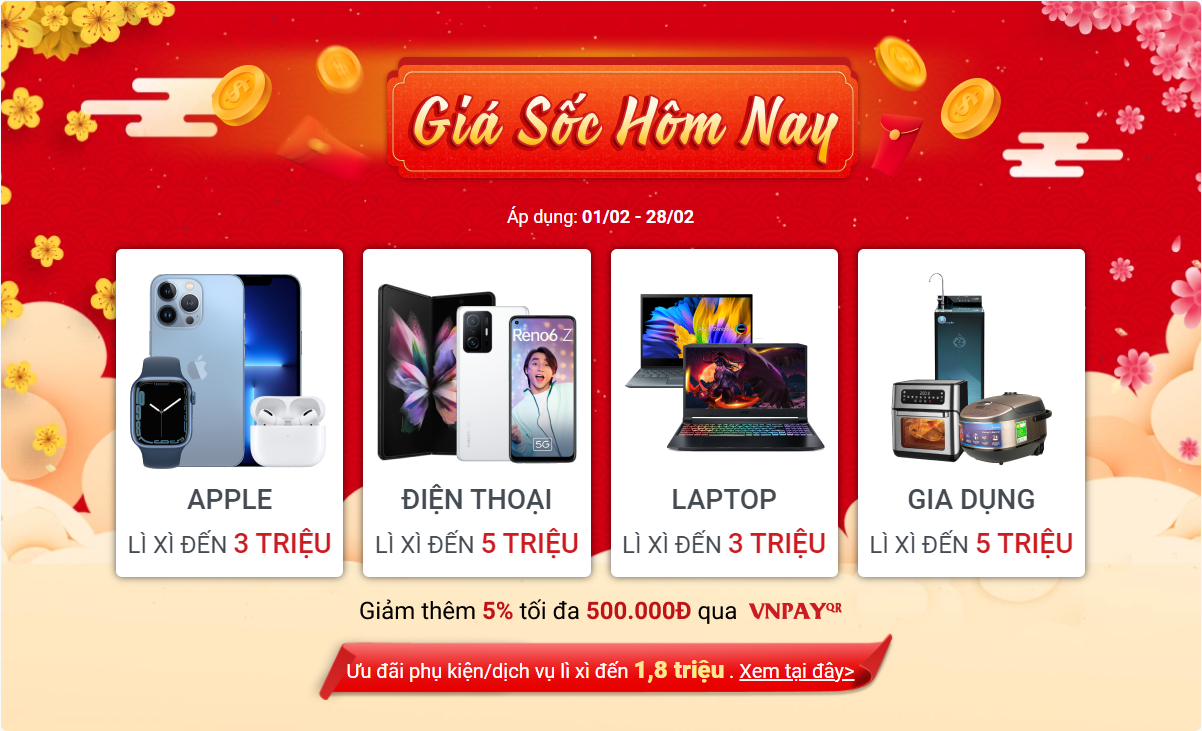 Giá Sốc Hôm Nay
Áp dụng: 01/02 - 28/02
Reno6 Z
5G
APPLE
LÌ XÌ ĐẾN 3 TRIỆU
ĐIỆN THOẠI
LÌ XÌ ĐẾN 5 TRIỆU
LAPTOP
LÌ XÌ ĐẾN 3 TRIỆU
GIA DỤNG
LÌ XÌ ĐẾN 5 TRIỆU
Giảm thêm 5% tối đa 500.000Đ qua VNPAYQR
Ưu đãi phụ kiện/dịch vụ lì xì đến 1,8 triệu . Xem tại đây>